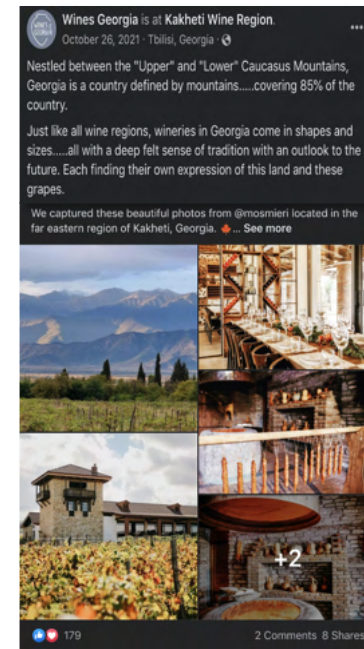 Wines Georgia is at Kakheti Wine Region.
October 26, 2021 · Tbilisi, Georgia ·
Nestled between the "Upper" and "Lower" Caucasus Mountains,
Georgia is a country defined by mountains.....covering 85% of the
country.
Just like all wine regions, wineries in Georgia come in shapes and
sizes.....all with a deep felt sense of tradition with an outlook to the
future. Each finding their own expression of this land and these
grapes.
We captured these beautiful photos from @mosmieri located in the
far eastern region of Kakheti, Georgia. 🍁... See more
+2
179
2 Comments 8 Shares